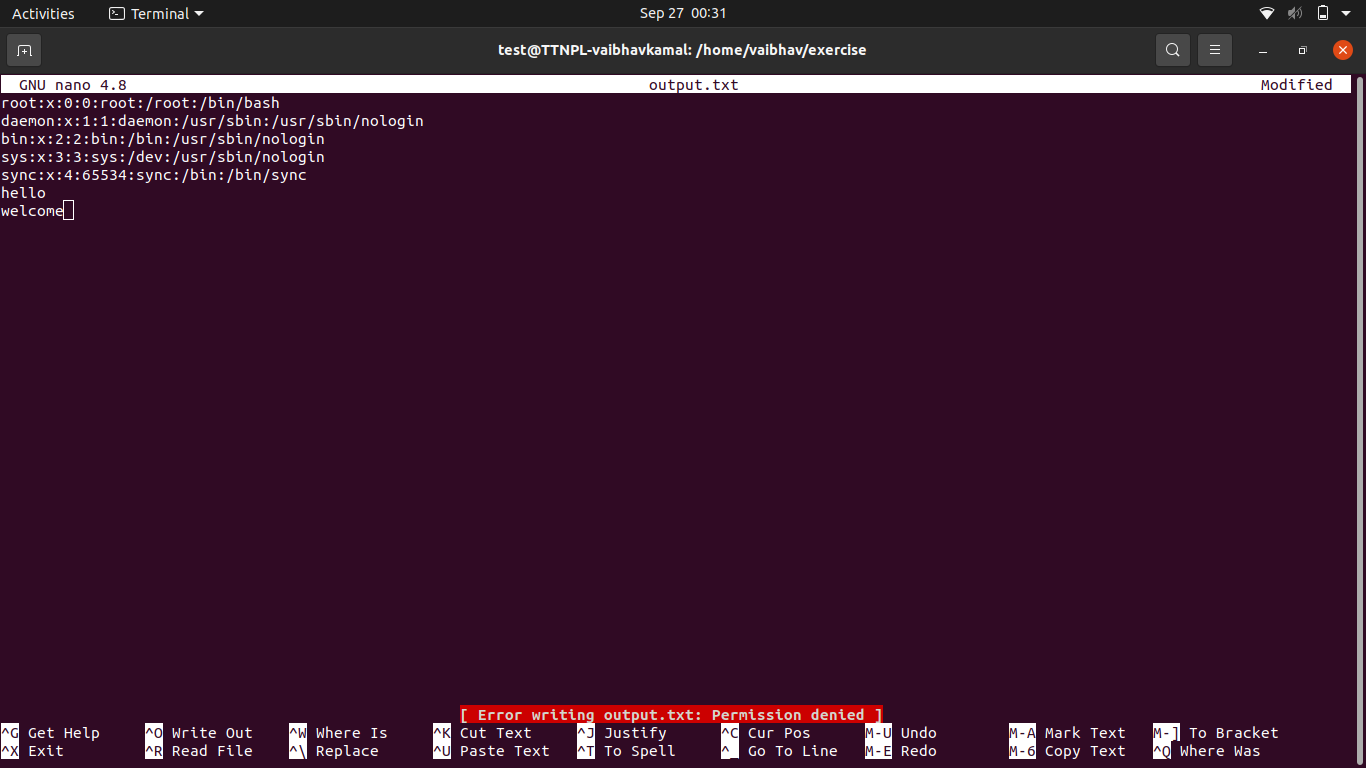 Activities Terminal Sep 27 00:31
test@TTNPL-vaibhavkamal: /home/vaibhav/exercise
GNU nano 4.8 output.txt Modified
root:x:0:0:root:/root:/bin/bash
daemon:x:1:1:daemon:/usr/sbin:/usr/sbin/nologin
bin:x:2:2:bin:/bin:/usr/sbin/nologin
sys:x:3:3:sys:/dev:/usr/sbin/nologin
sync:x:4:65534:sync:/bin:/bin/sync
hello
welcome
[ Error writing output.txt: Permission denied ]
^G Get Help ^O Write Out ^W Where Is ^K Cut Text ^J Justify ^C Cur Pos M-U Undo M-A Mark Text M-] To Bracket
^X Exit ^R Read File ^\ Replace ^U Paste Text ^T To Spell ^_ Go To Line M-E Redo M-6 Copy Text ^Q Where Was